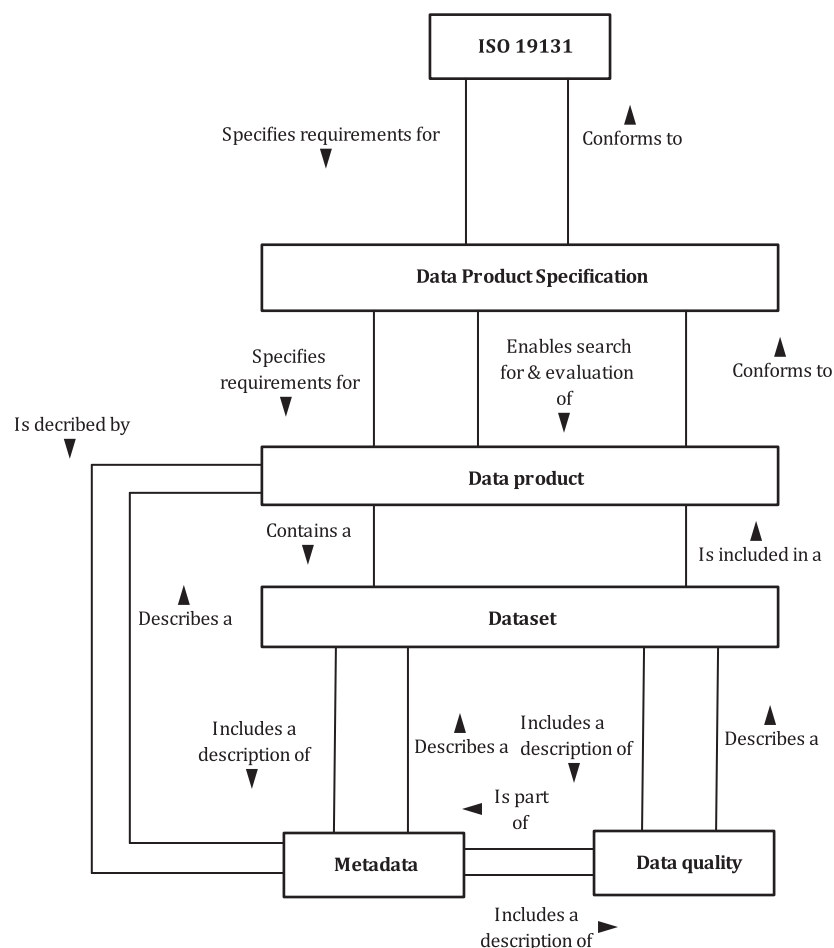 ISO 19131
Specifies requirements for
Conforms to
Data Product Specification
Specifies
requirements for
Enables search
for & evaluation
of
Conforms to
Is decribed by
Data product
Contains a
Is included in a
Describes a
Dataset
Includes a
description of
Describes a
Includes a
description of
Describes a
Is part
of
Metadata
Data quality
Includes a
description of